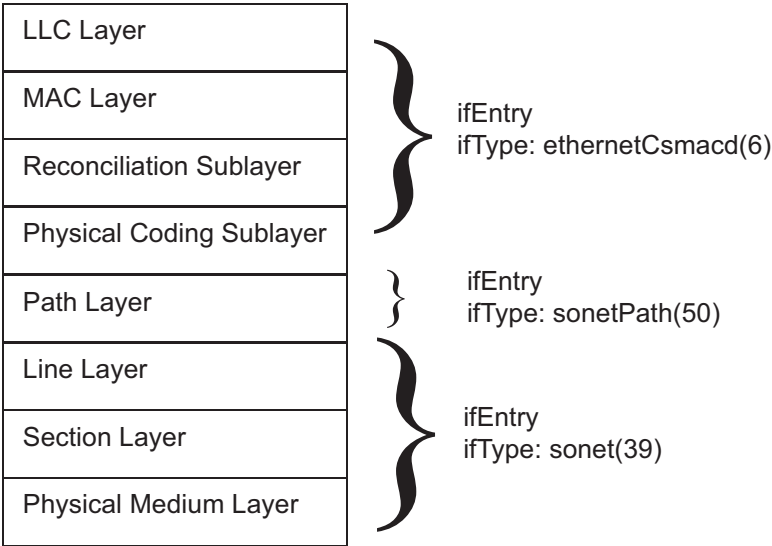 LLC Layer
MAC Layer
Reconciliation Sublayer
Physical Coding Sublayer
Path Layer
Line Layer
Section Layer
Physical Medium Layer
ifEntry
ifType: ethernetCsmacd(6)
ifEntry
ifType: sonetPath(50)
ifEntry
ifType: sonet(39)